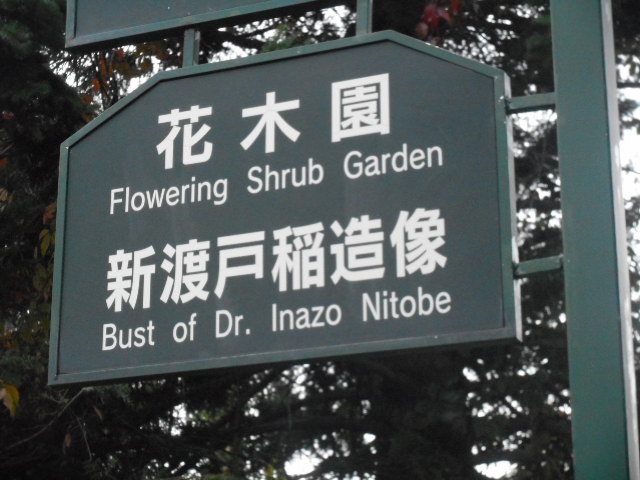 花木園
Flowering Shrub Garden
新渡戸稲造像
Bust of Dr. Inazo Nitobe